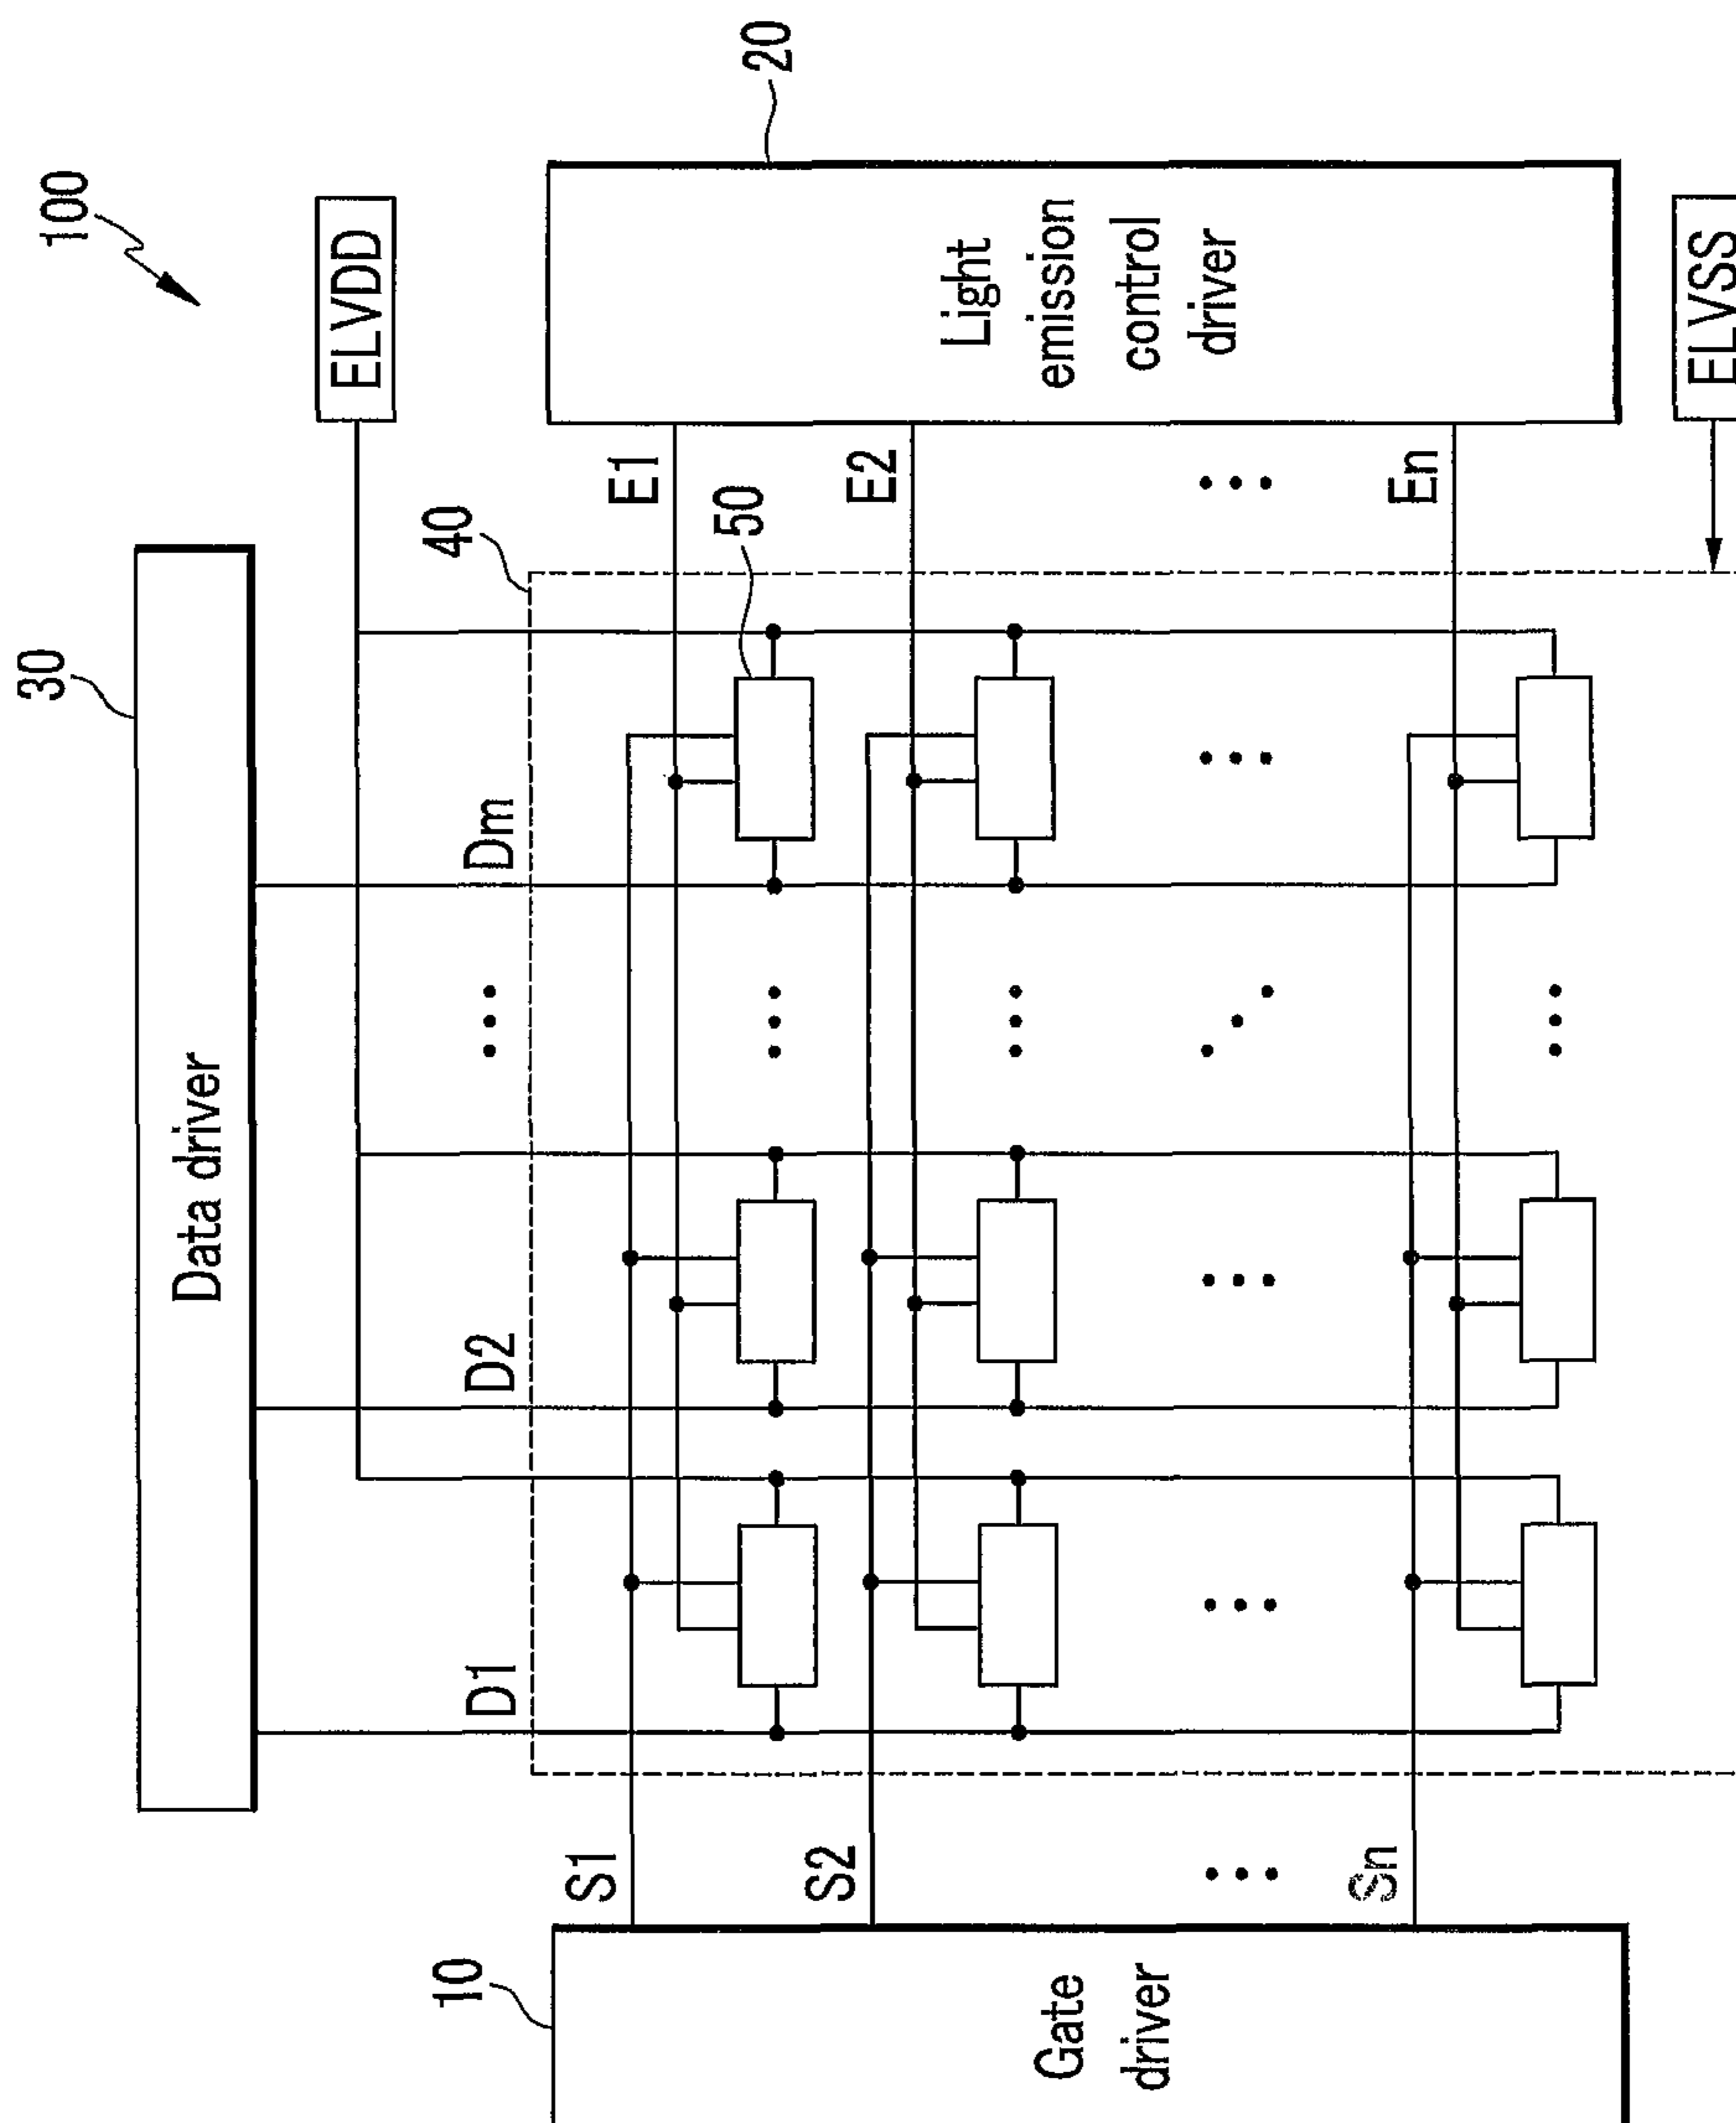 100
30
Data driver
ELVDD
40
D1
D2
Dm
10
Gate
driver
S1
S2
Sn
50
E1
E2
En
20
Light
emission
control
driver
ELVSS